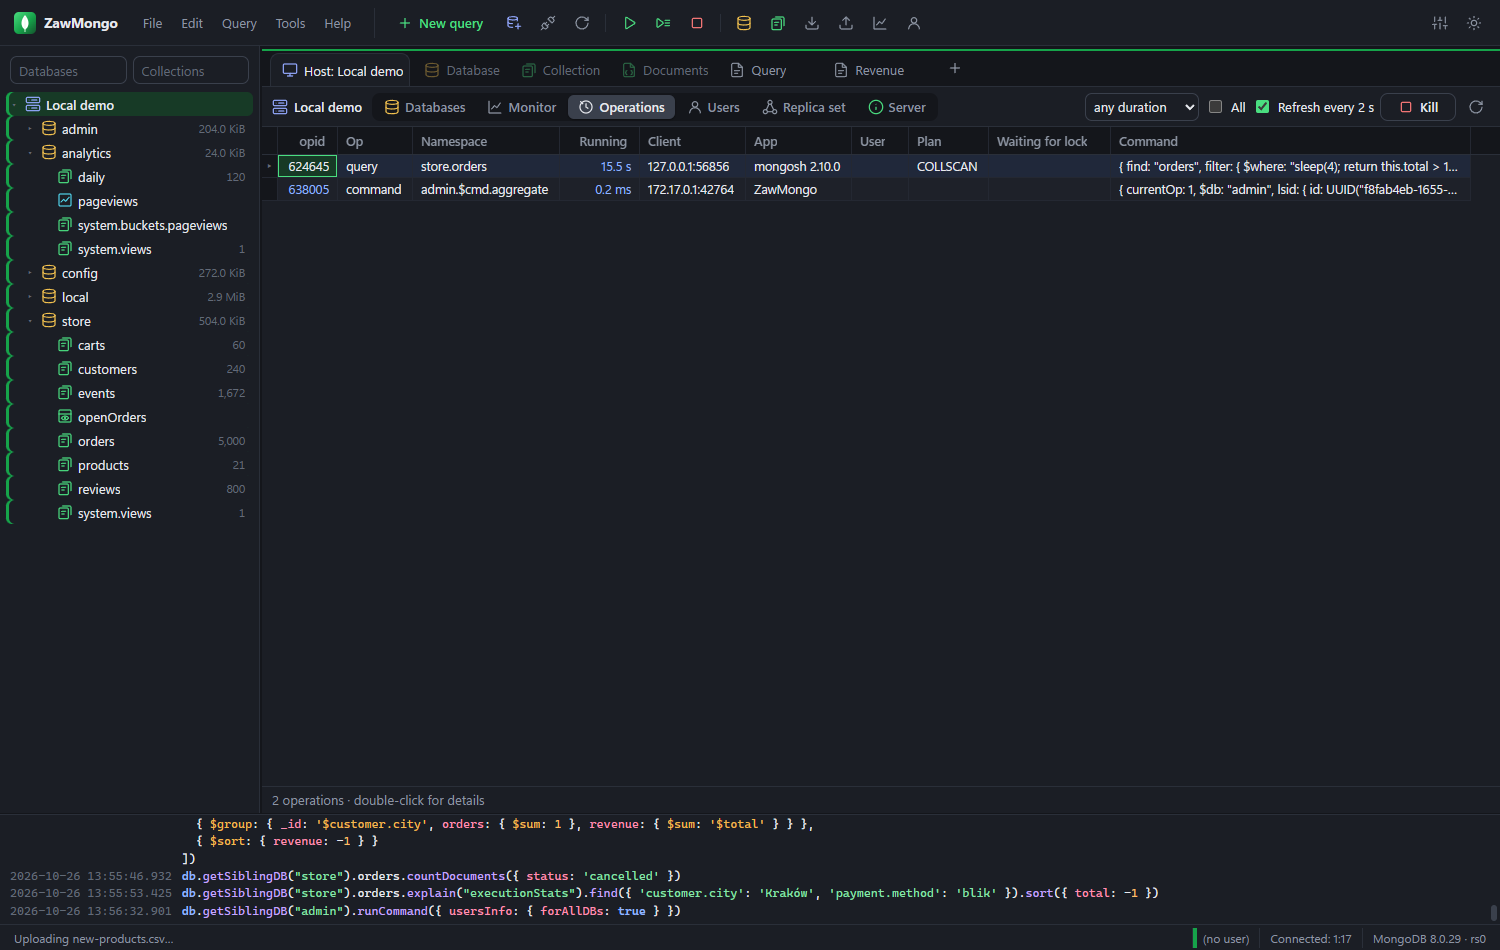 ZawMongo File Edit Query Tools Help New query
Databases Collections
Host: Local demo Database Collection Documents Query Revenue
Local demo Databases Monitor Operations Users Replica set Server any duration All Refresh every 2 s Kill
Local demo
admin 204.0 KiB
analytics 24.0 KiB
daily 120
pageviews
system.buckets.pageviews
system.views 1
config 272.0 KiB
local 2.9 MiB
store 504.0 KiB
carts 60
customers 240
events 1,672
openOrders
orders 5,000
products 21
reviews 800
system.views 1
opid Op Namespace Running Client App User Plan Waiting for lock Command
624645 query store.orders 15.5 s 127.0.0.1:56856 mongosh 2.10.0 COLLSCAN { find: "orders", filter: { $where: "sleep(4); return this.total > 1...
638005 command admin.$cmd.aggregate 0.2 ms 172.17.0.1:42764 ZawMongo { currentOp: 1, $db: "admin", lsid: { id: UUID("f8fab4eb-1655-...
2 operations · double-click for details
{ $group: { _id: '$customer.city', orders: { $sum: 1 }, revenue: { $sum: '$total' } } },
{ $sort: { revenue: -1 } }
])
2026-10-26 13:55:46.932 db.getSiblingDB("store").orders.countDocuments({ status: 'cancelled' })
2026-10-26 13:55:53.425 db.getSiblingDB("store").orders.explain("executionStats").find({ 'customer.city': 'Kraków', 'payment.method': 'blik' }).sort({ total: -1 })
2026-10-26 13:56:32.901 db.getSiblingDB("admin").runCommand({ usersInfo: { forAllDBs: true } })
Uploading new-products.csv... (no user) Connected: 1:17 MongoDB 8.0.29 · rs0